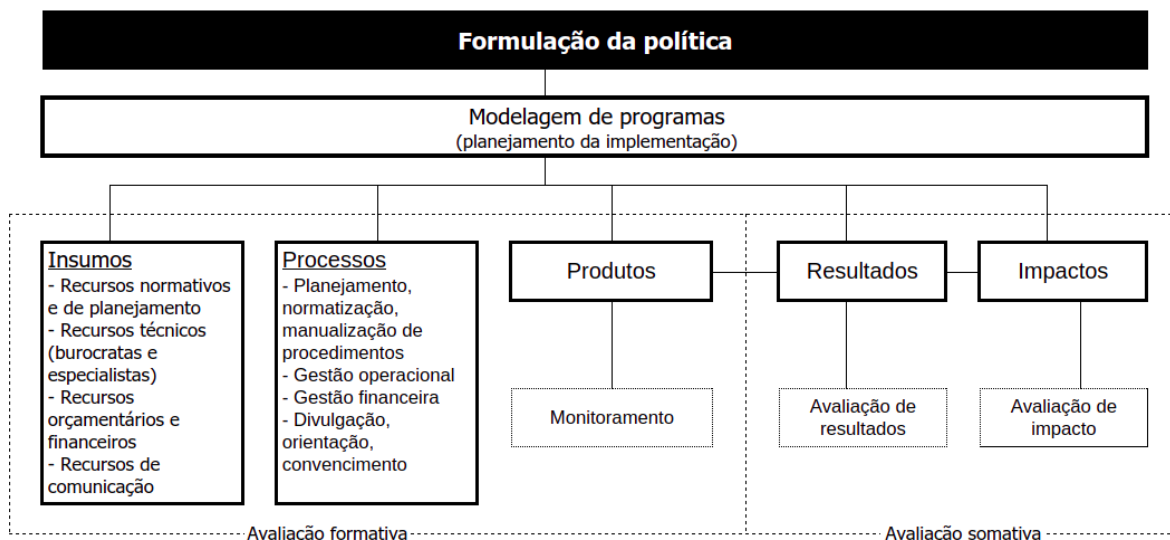 Formulação da política
Modelagem de programas
(planejamento da implementação)
Insumos
- Recursos normativos
e de planejamento
- Recursos técnicos
(burocratas e
especialistas)
- Recursos
orçamentários e
financeiros
- Recursos de
comunicação
Processos
- Planejamento,
normatização,
manualização de
procedimentos
- Gestão operacional
- Gestão financeira
- Divulgação,
orientação,
convencimento
Produtos
Resultados
Impactos
Monitoramento
Avaliação de
resultados
Avaliação de
impacto
Avaliação formativa
Avaliação somativa